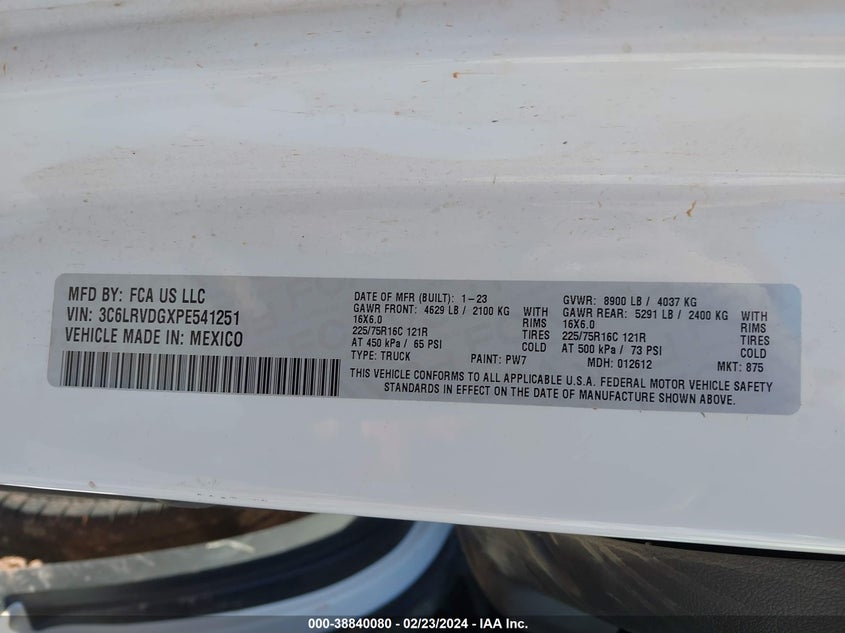 MFD BY: FCA US LLC
VIN: 3C6LRVDGXPE541251
VEHICLE MADE IN: MEXICO
DATE OF MFR (BUILT): 1-23
GAWR FRONT: 4629 LB / 2100 KG WITH
16X6.0 RIMS
225/75R16C 121R TIRES
AT 450 kPa / 65 PSI COLD
TYPE: TRUCK PAINT: PW7
GVWR: 8900 LB / 4037 KG
GAWR REAR: 5291 LB / 2400 KG WITH
16X6.0 RIMS
225/75R16C 121R TIRES
AT 500 kPa / 73 PSI COLD
MDH: 012612 MKT: 875
THIS VEHICLE CONFORMS TO ALL APPLICABLE U.S.A. FEDERAL MOTOR VEHICLE SAFETY
STANDARDS IN EFFECT ON THE DATE OF MANUFACTURE SHOWN ABOVE.
000-38840080 - 02/23/2024 - IAA Inc.